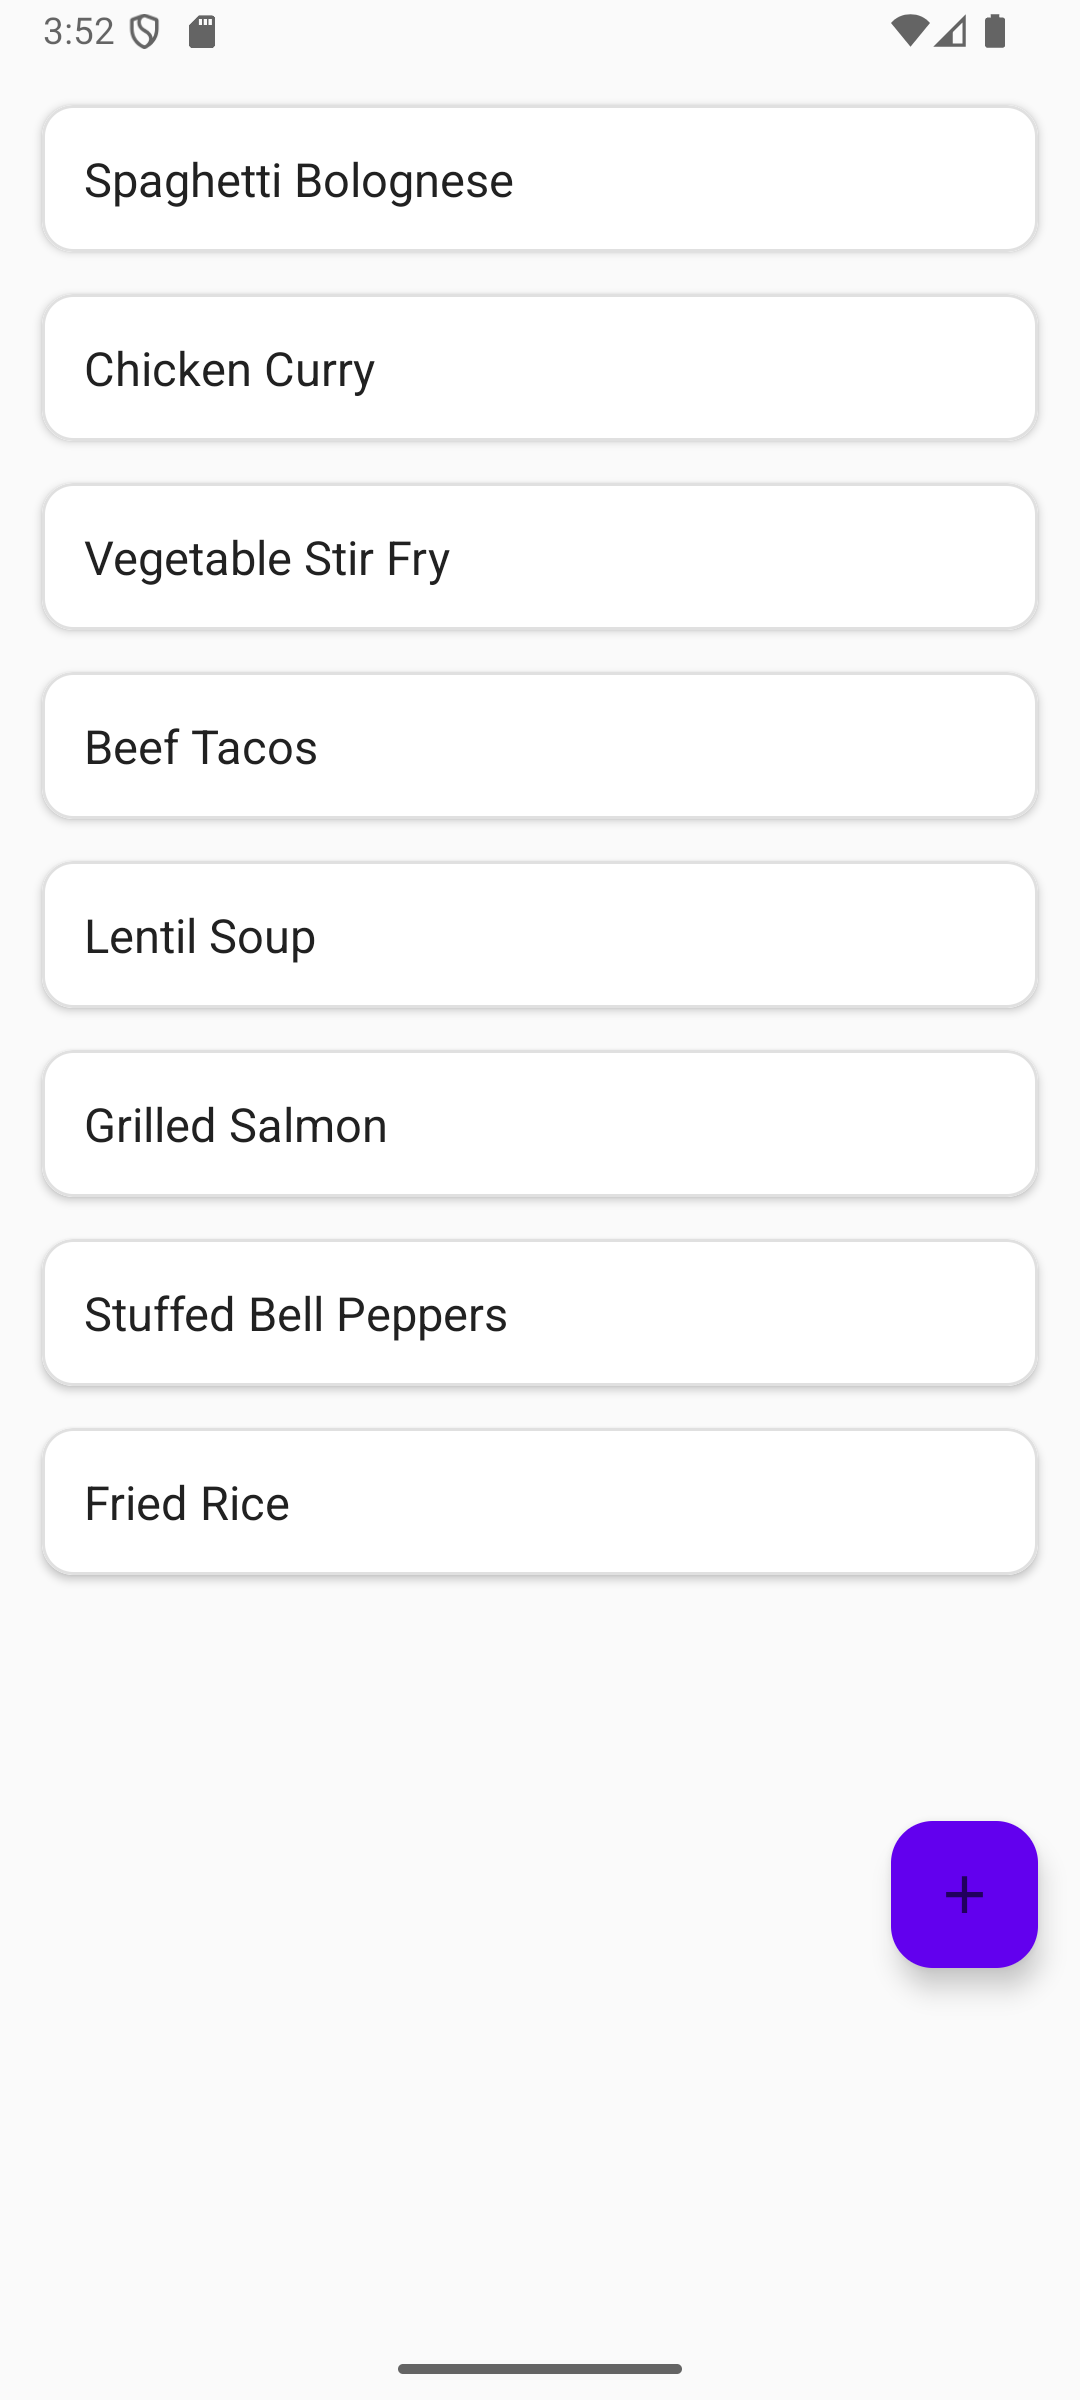 3:52
Spaghetti Bolognese
Chicken Curry
Vegetable Stir Fry
Beef Tacos
Lentil Soup
Grilled Salmon
Stuffed Bell Peppers
Fried Rice